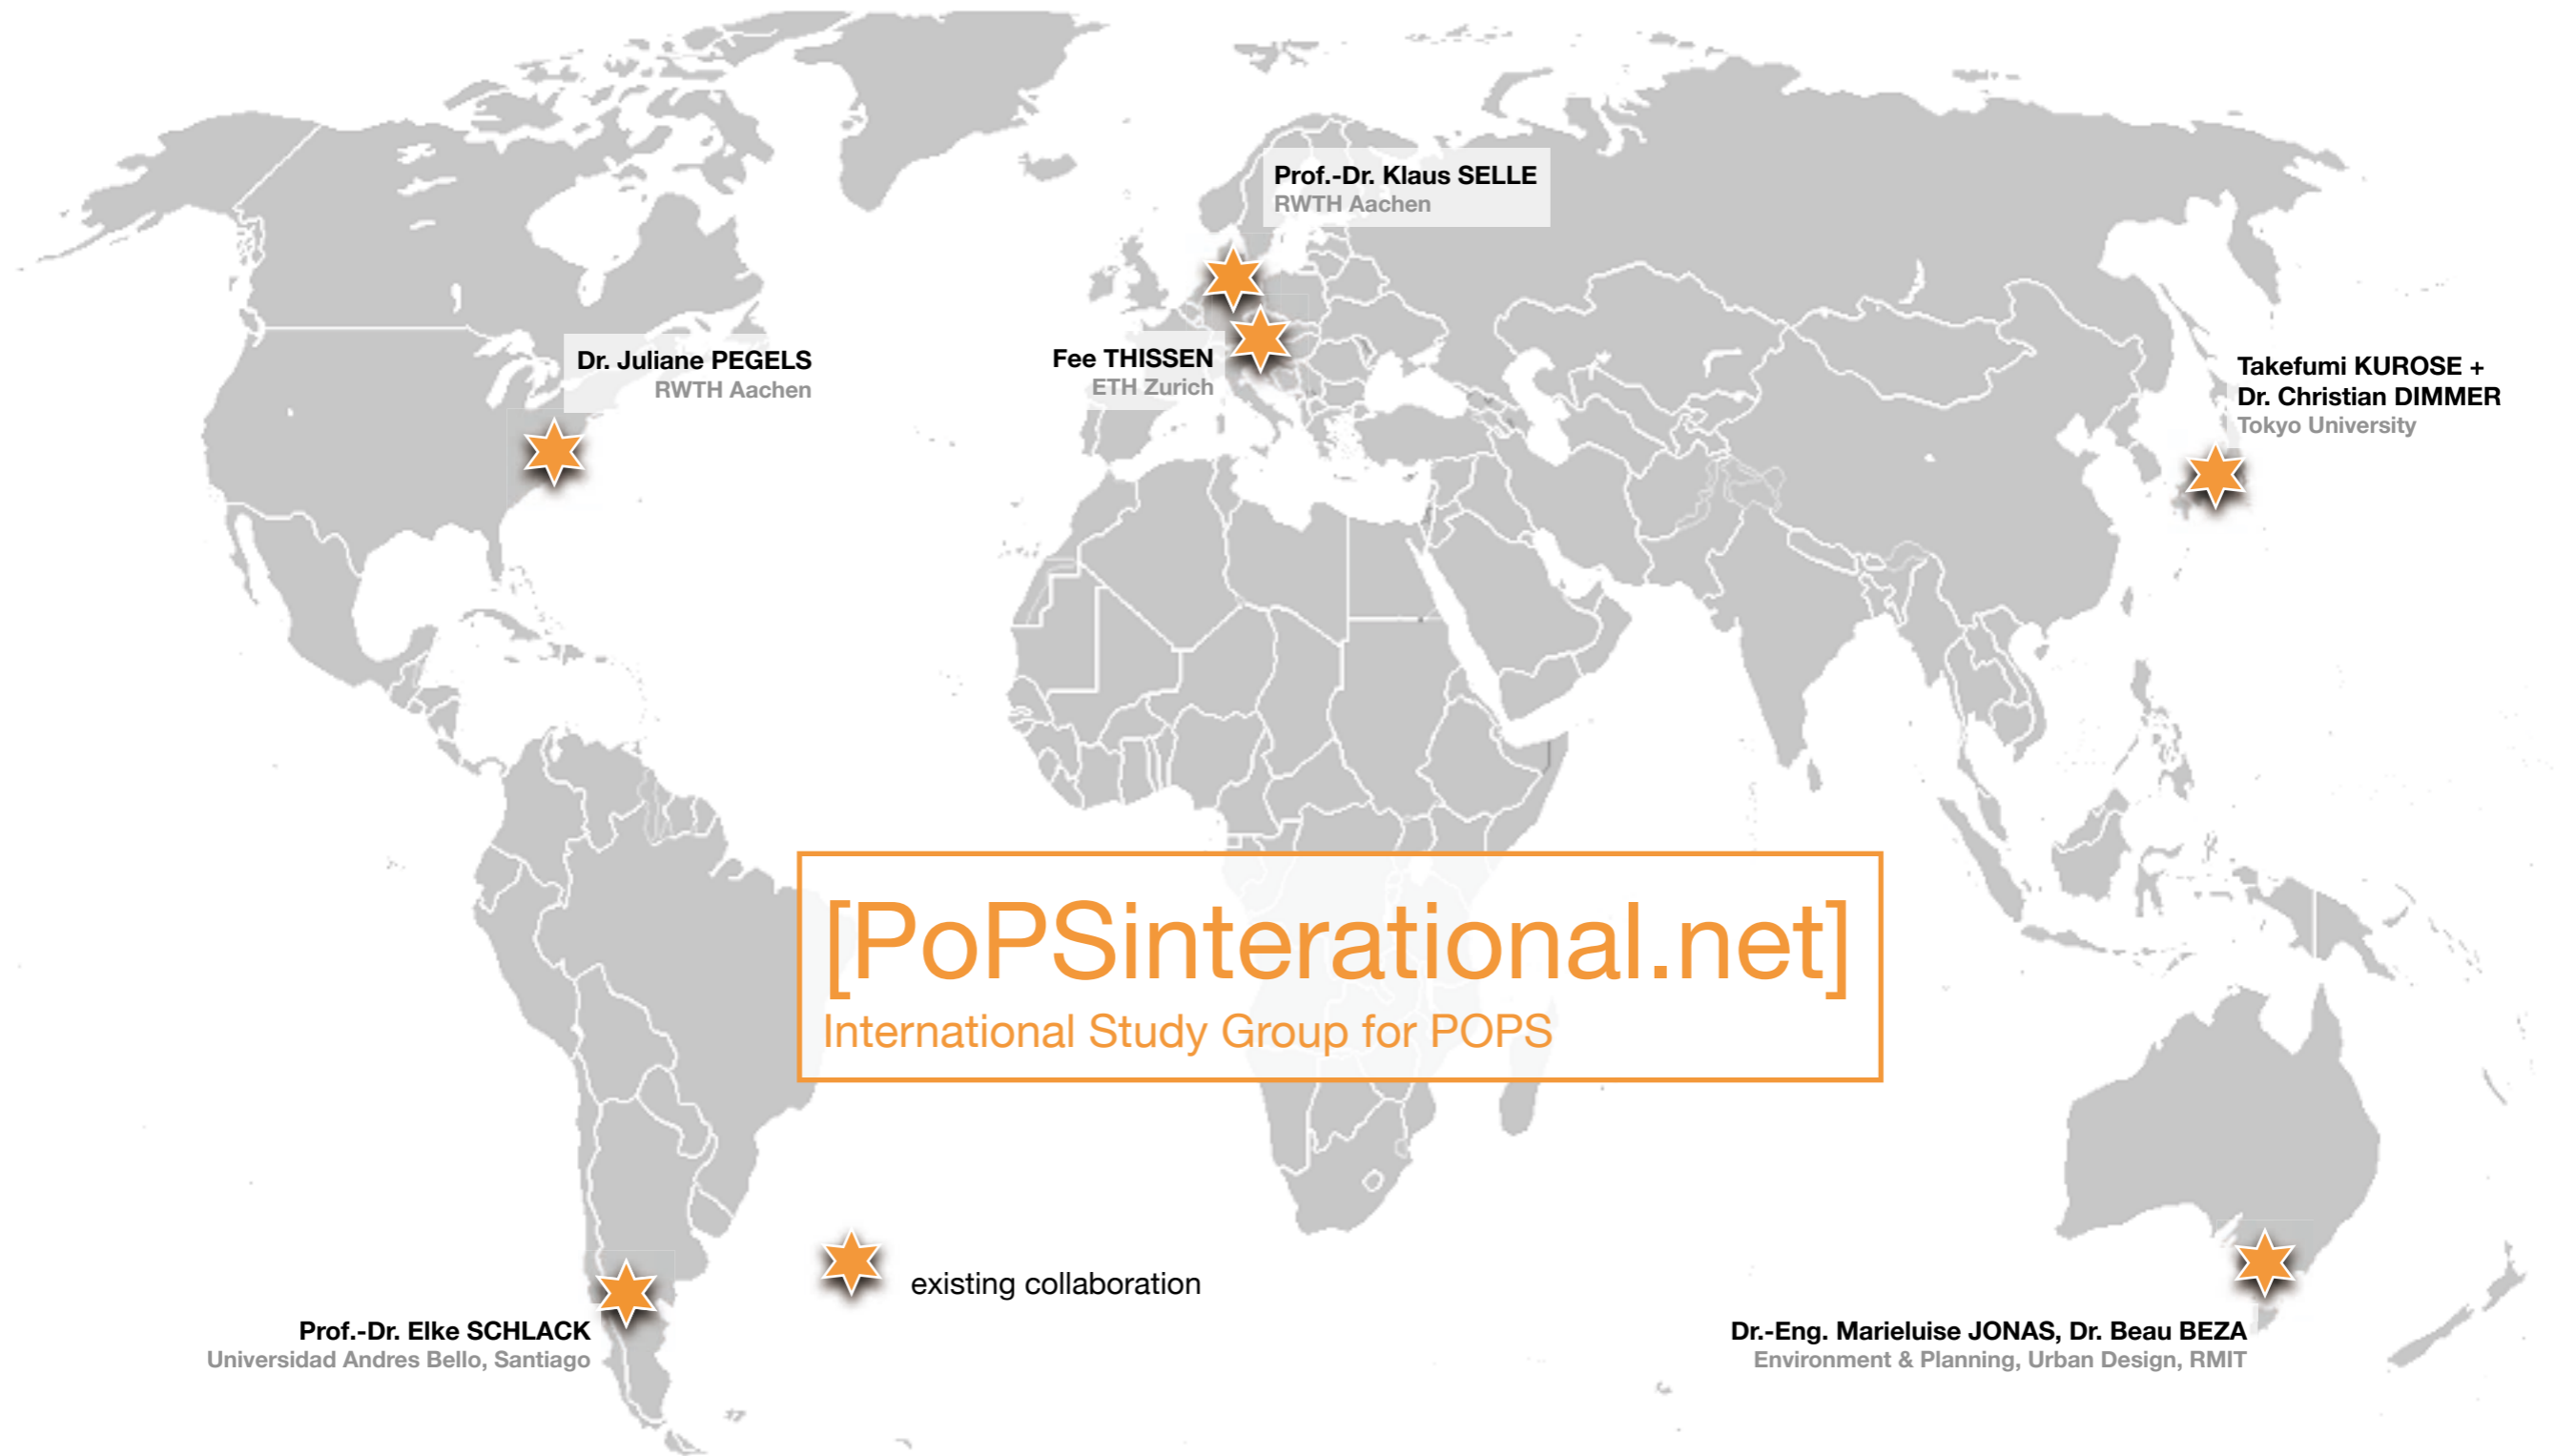 Prof.-Dr. Klaus SELLE
RWTH Aachen
Dr. Juliane PEGELS
RWTH Aachen
Fee THISSEN
ETH Zurich
Takefumi KUROSE +
Dr. Christian DIMMER
Tokyo University
[PoPSinterational.net]
International Study Group for POPS
existing collaboration
Prof.-Dr. Elke SCHLACK
Universidad Andres Bello, Santiago
Dr.-Eng. Marieluise JONAS, Dr. Beau BEZA
Environment & Planning, Urban Design, RMIT